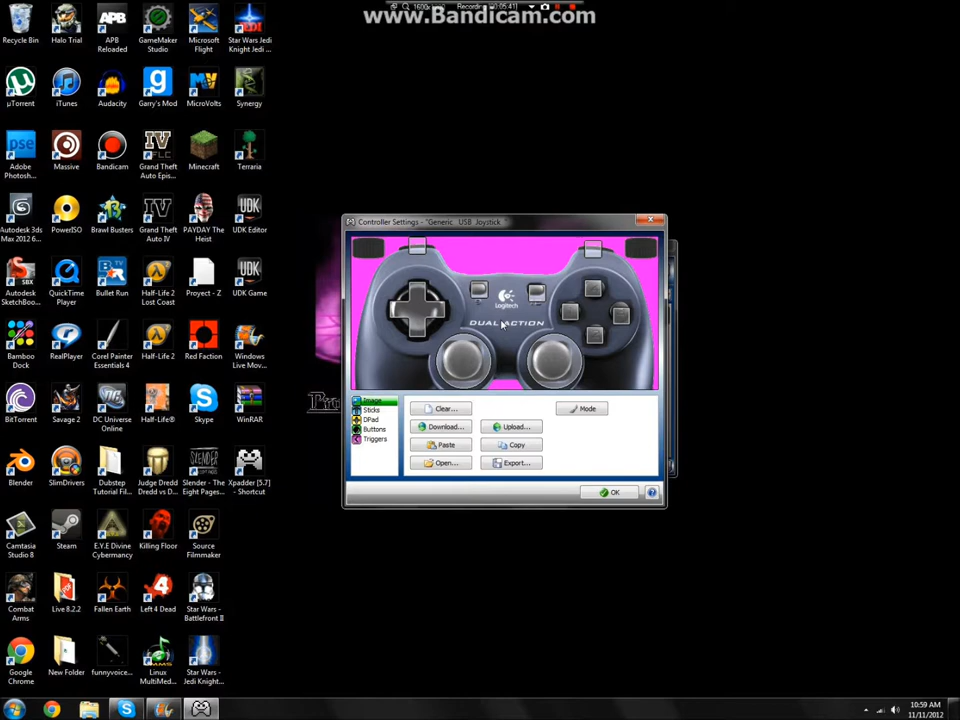 www.Bandicam.com
Recycle Bin
Halo Trial
APB Reloaded
GameMaker Studio
Microsoft Flight
Star Wars Jedi Knight Jedi ...
µTorrent
iTunes
Audacity
Garry's Mod
MicroVolts
Synergy
Adobe Photosh...
Massive
Bandicam
Grand Theft Auto Epis...
Minecraft
Terraria
Autodesk 3ds Max 2012 6...
PowerISO
Brawl Busters
Grand Theft Auto IV
PAYDAY The Heist
UDK Editor
Autodesk SketchBoo...
QuickTime Player
Bullet Run
Half-Life 2 Lost Coast
Proyect - Z
UDK Game
Bamboo Dock
RealPlayer
Corel Painter Essentials 4
Half-Life 2
Red Faction
Windows Live Mov...
BitTorrent
Savage 2
DC Universe Online
Half-Life®
Skype
WinRAR
Blender
SlimDrivers
Dubstep Tutorial Fil...
Judge Dredd Dredd vs D...
Slender - The Eight Pages...
Xpadder [5.7] - Shortcut
Camtasia Studio 8
Steam
E.Y.E Divine Cybermancy
Killing Floor
Source Filmmaker
Combat Arms
Live 8.2.2
Fallen Earth
Left 4 Dead
Star Wars - Battlefront II
Google Chrome
New Folder
funnyvoice...
Linux MultiMed...
Star Wars - Jedi Knight...
Controller Settings - "Generic USB Joystick
Logitech
DUAL ACTION
Image
Sticks
DPad
Buttons
Triggers
Clear...
Mode
Download...
Upload...
Paste
Copy
Open...
Export...
OK
10:59 AM
11/11/2012